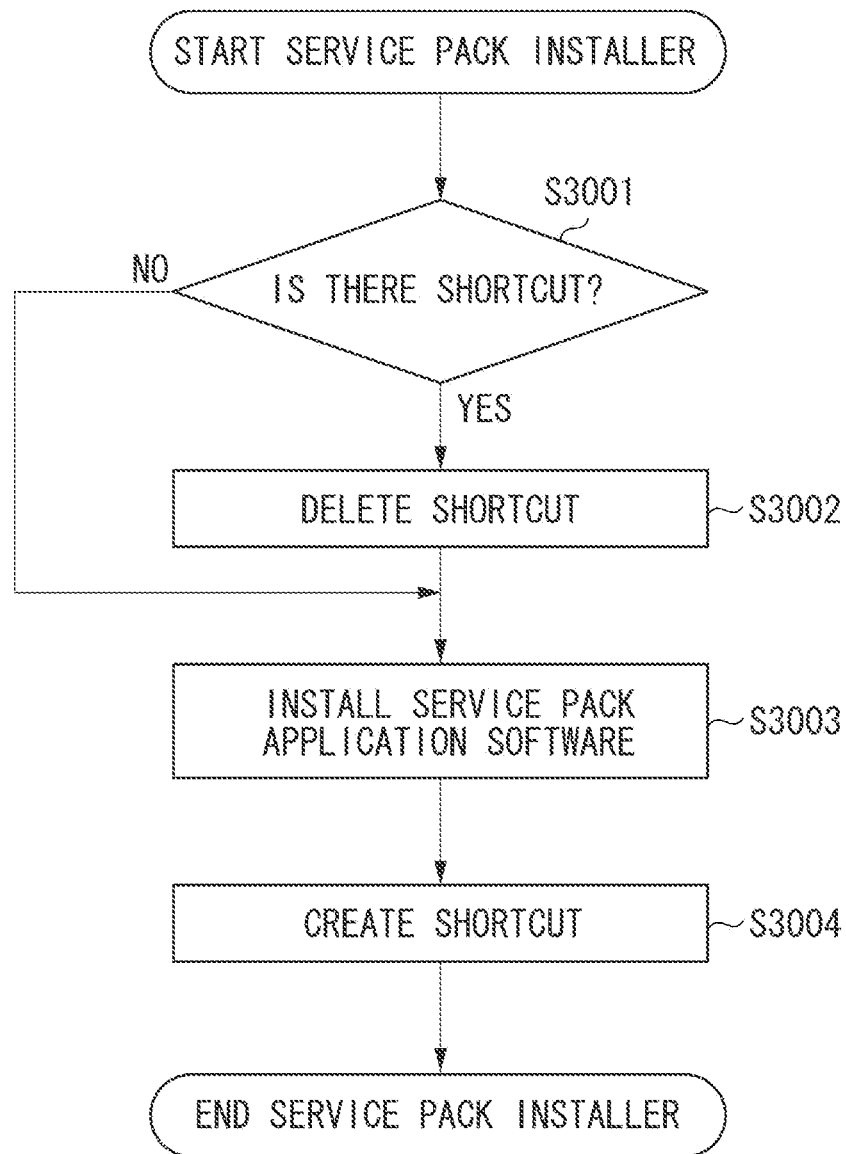 START SERVICE PACK INSTALLER
S3001
NO
IS THERE SHORTCUT?
YES
DELETE SHORTCUT
S3002
INSTALL SERVICE PACK
APPLICATION SOFTWARE
S3003
CREATE SHORTCUT
S3004
END SERVICE PACK INSTALLER